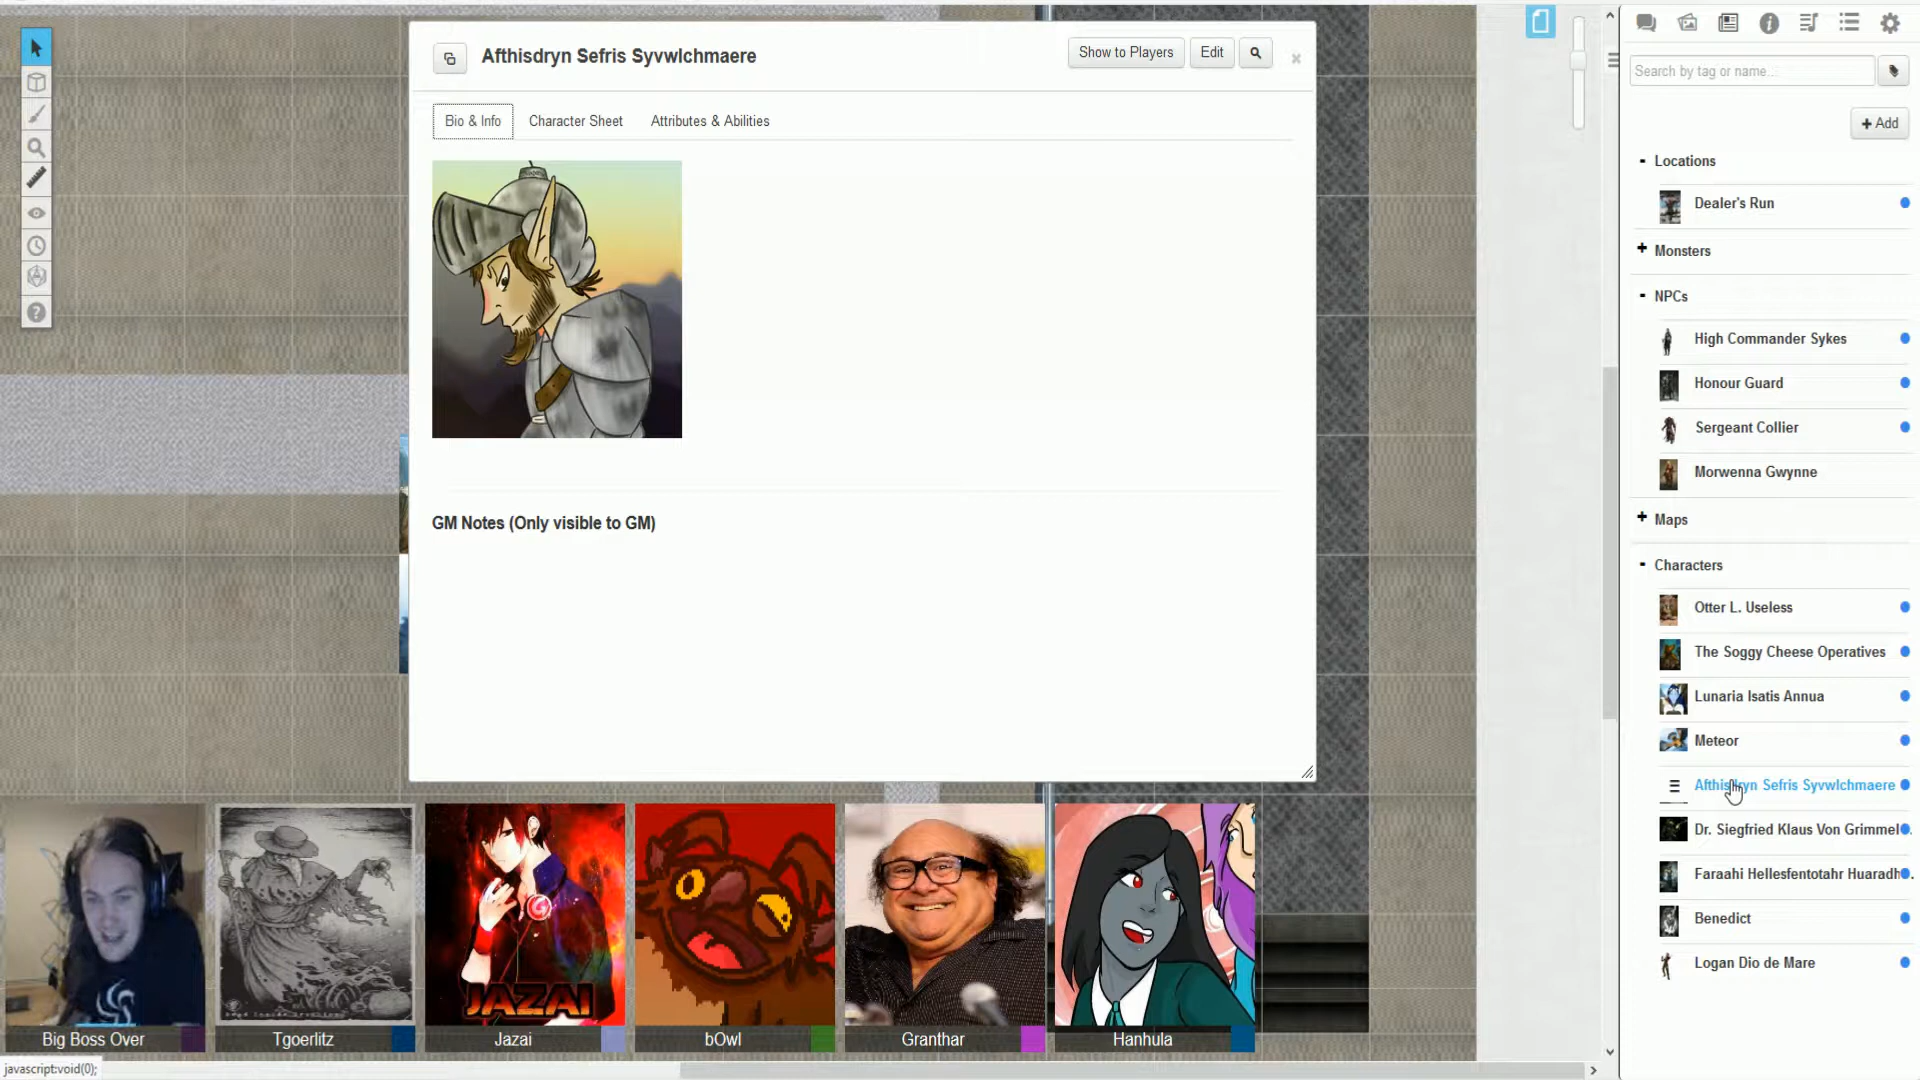 Afthisdryn Sefris Syvwlchmaere
Show to Players
Edit
Bio & Info
Character Sheet
Attributes & Abilities
GM Notes (Only visible to GM)
Search by tag or name...
+ Add
- Locations
Dealer's Run
+ Monsters
- NPCs
High Commander Sykes
Honour Guard
Sergeant Collier
Morwenna Gwynne
+ Maps
- Characters
Otter L. Useless
The Soggy Cheese Operatives
Lunaria Isatis Annua
Meteor
Afthisdryn Sefris Syvwlchmaere
Dr. Siegfried Klaus Von Grimmel
Faraahi Hellesfentotahr Huaradh
Benedict
Logan Dio de Mare
JAZAI
Big Boss Over
Tgoerlitz
Jazai
bOwl
Granthar
Hanhula
javascript:void(0);